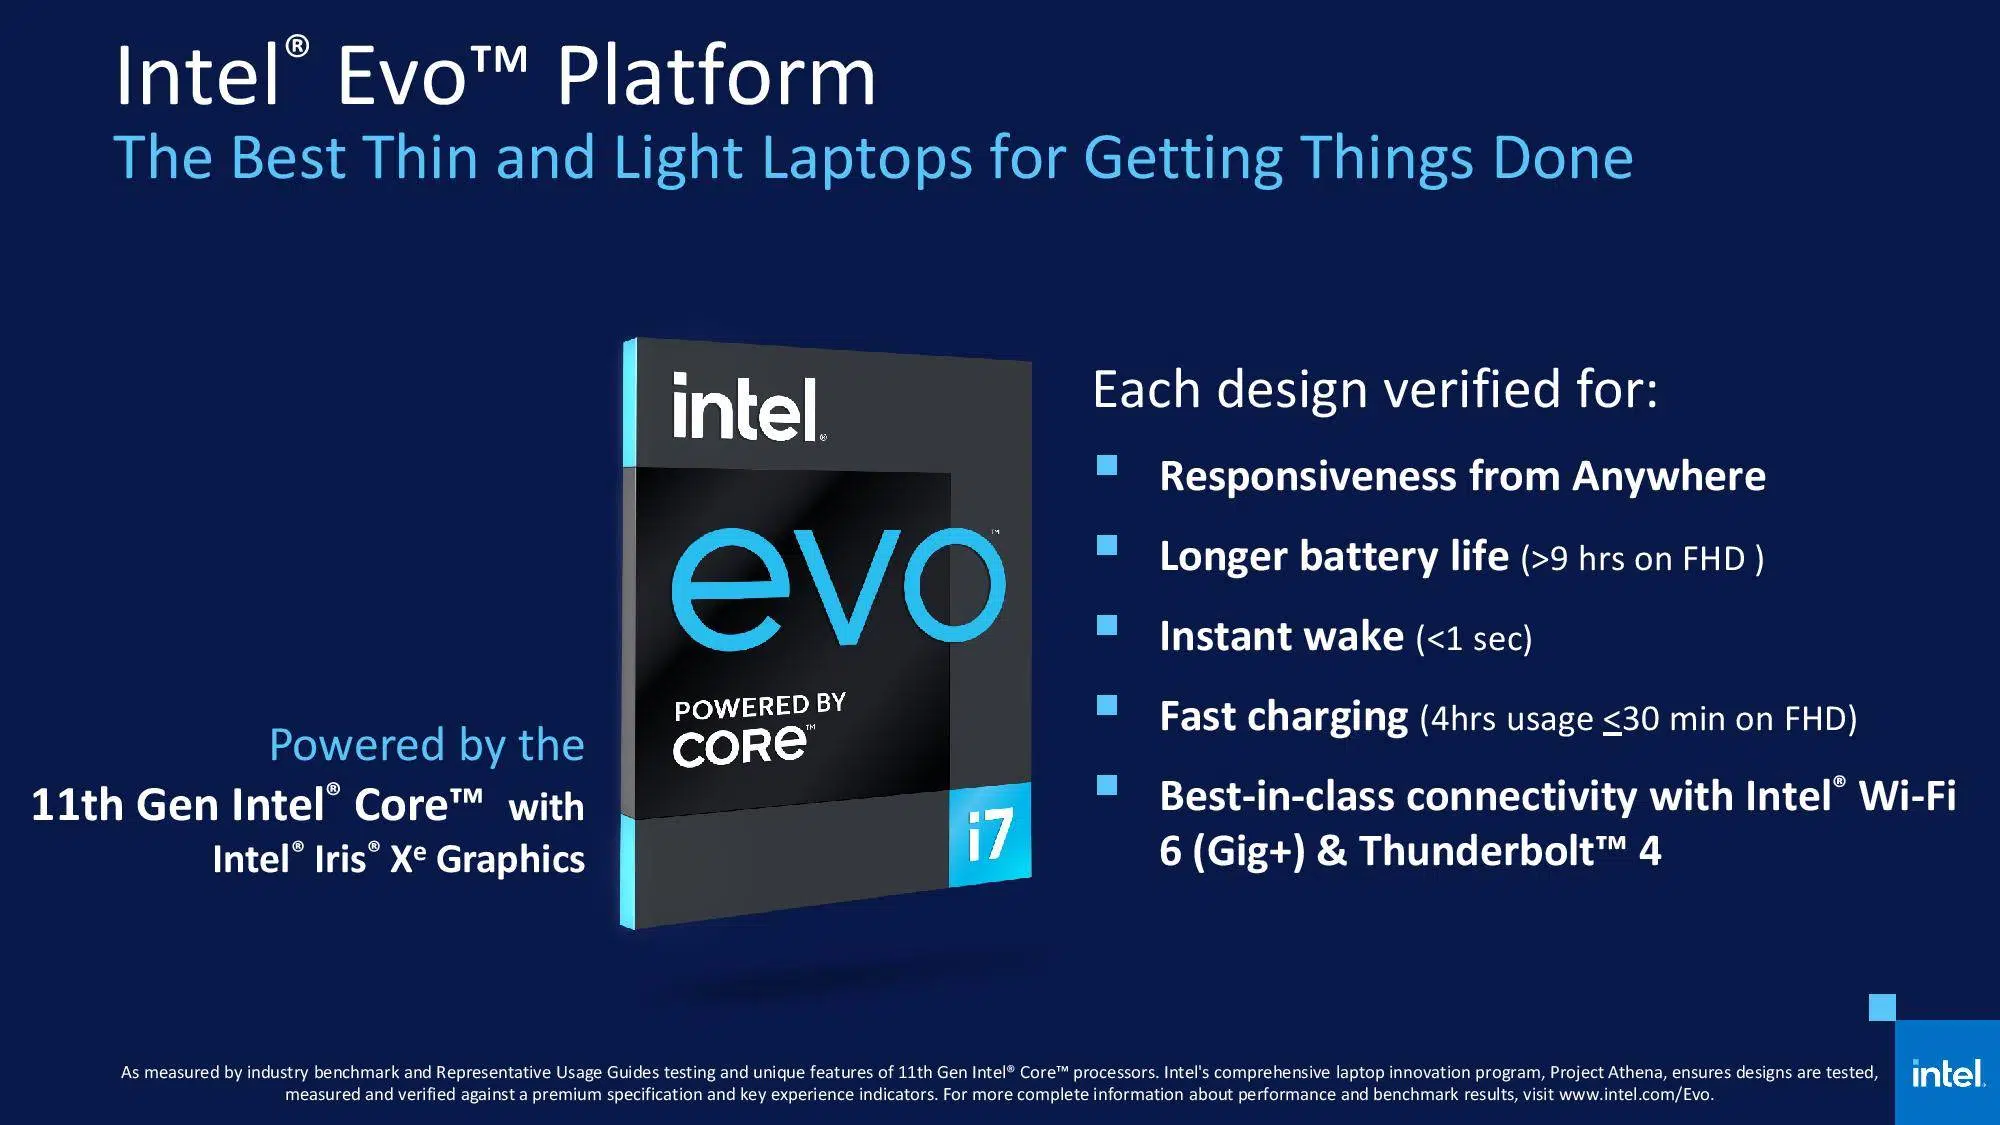 Intel® Evo™ Platform
The Best Thin and Light Laptops for Getting Things Done
Powered by the
11th Gen Intel® Core™ with
Intel® Iris® Xᵉ Graphics
intel®
evo™
POWERED BY
CORe™
i7
Each design verified for:
Responsiveness from Anywhere
Longer battery life (>9 hrs on FHD )
Instant wake (<1 sec)
Fast charging (4hrs usage ≤30 min on FHD)
Best-in-class connectivity with Intel® Wi-Fi
6 (Gig+) & Thunderbolt™ 4
As measured by industry benchmark and Representative Usage Guides testing and unique features of 11th Gen Intel® Core™ processors. Intel's comprehensive laptop innovation program, Project Athena, ensures designs are tested,
measured and verified against a premium specification and key experience indicators. For more complete information about performance and benchmark results, visit www.intel.com/Evo.
intel.